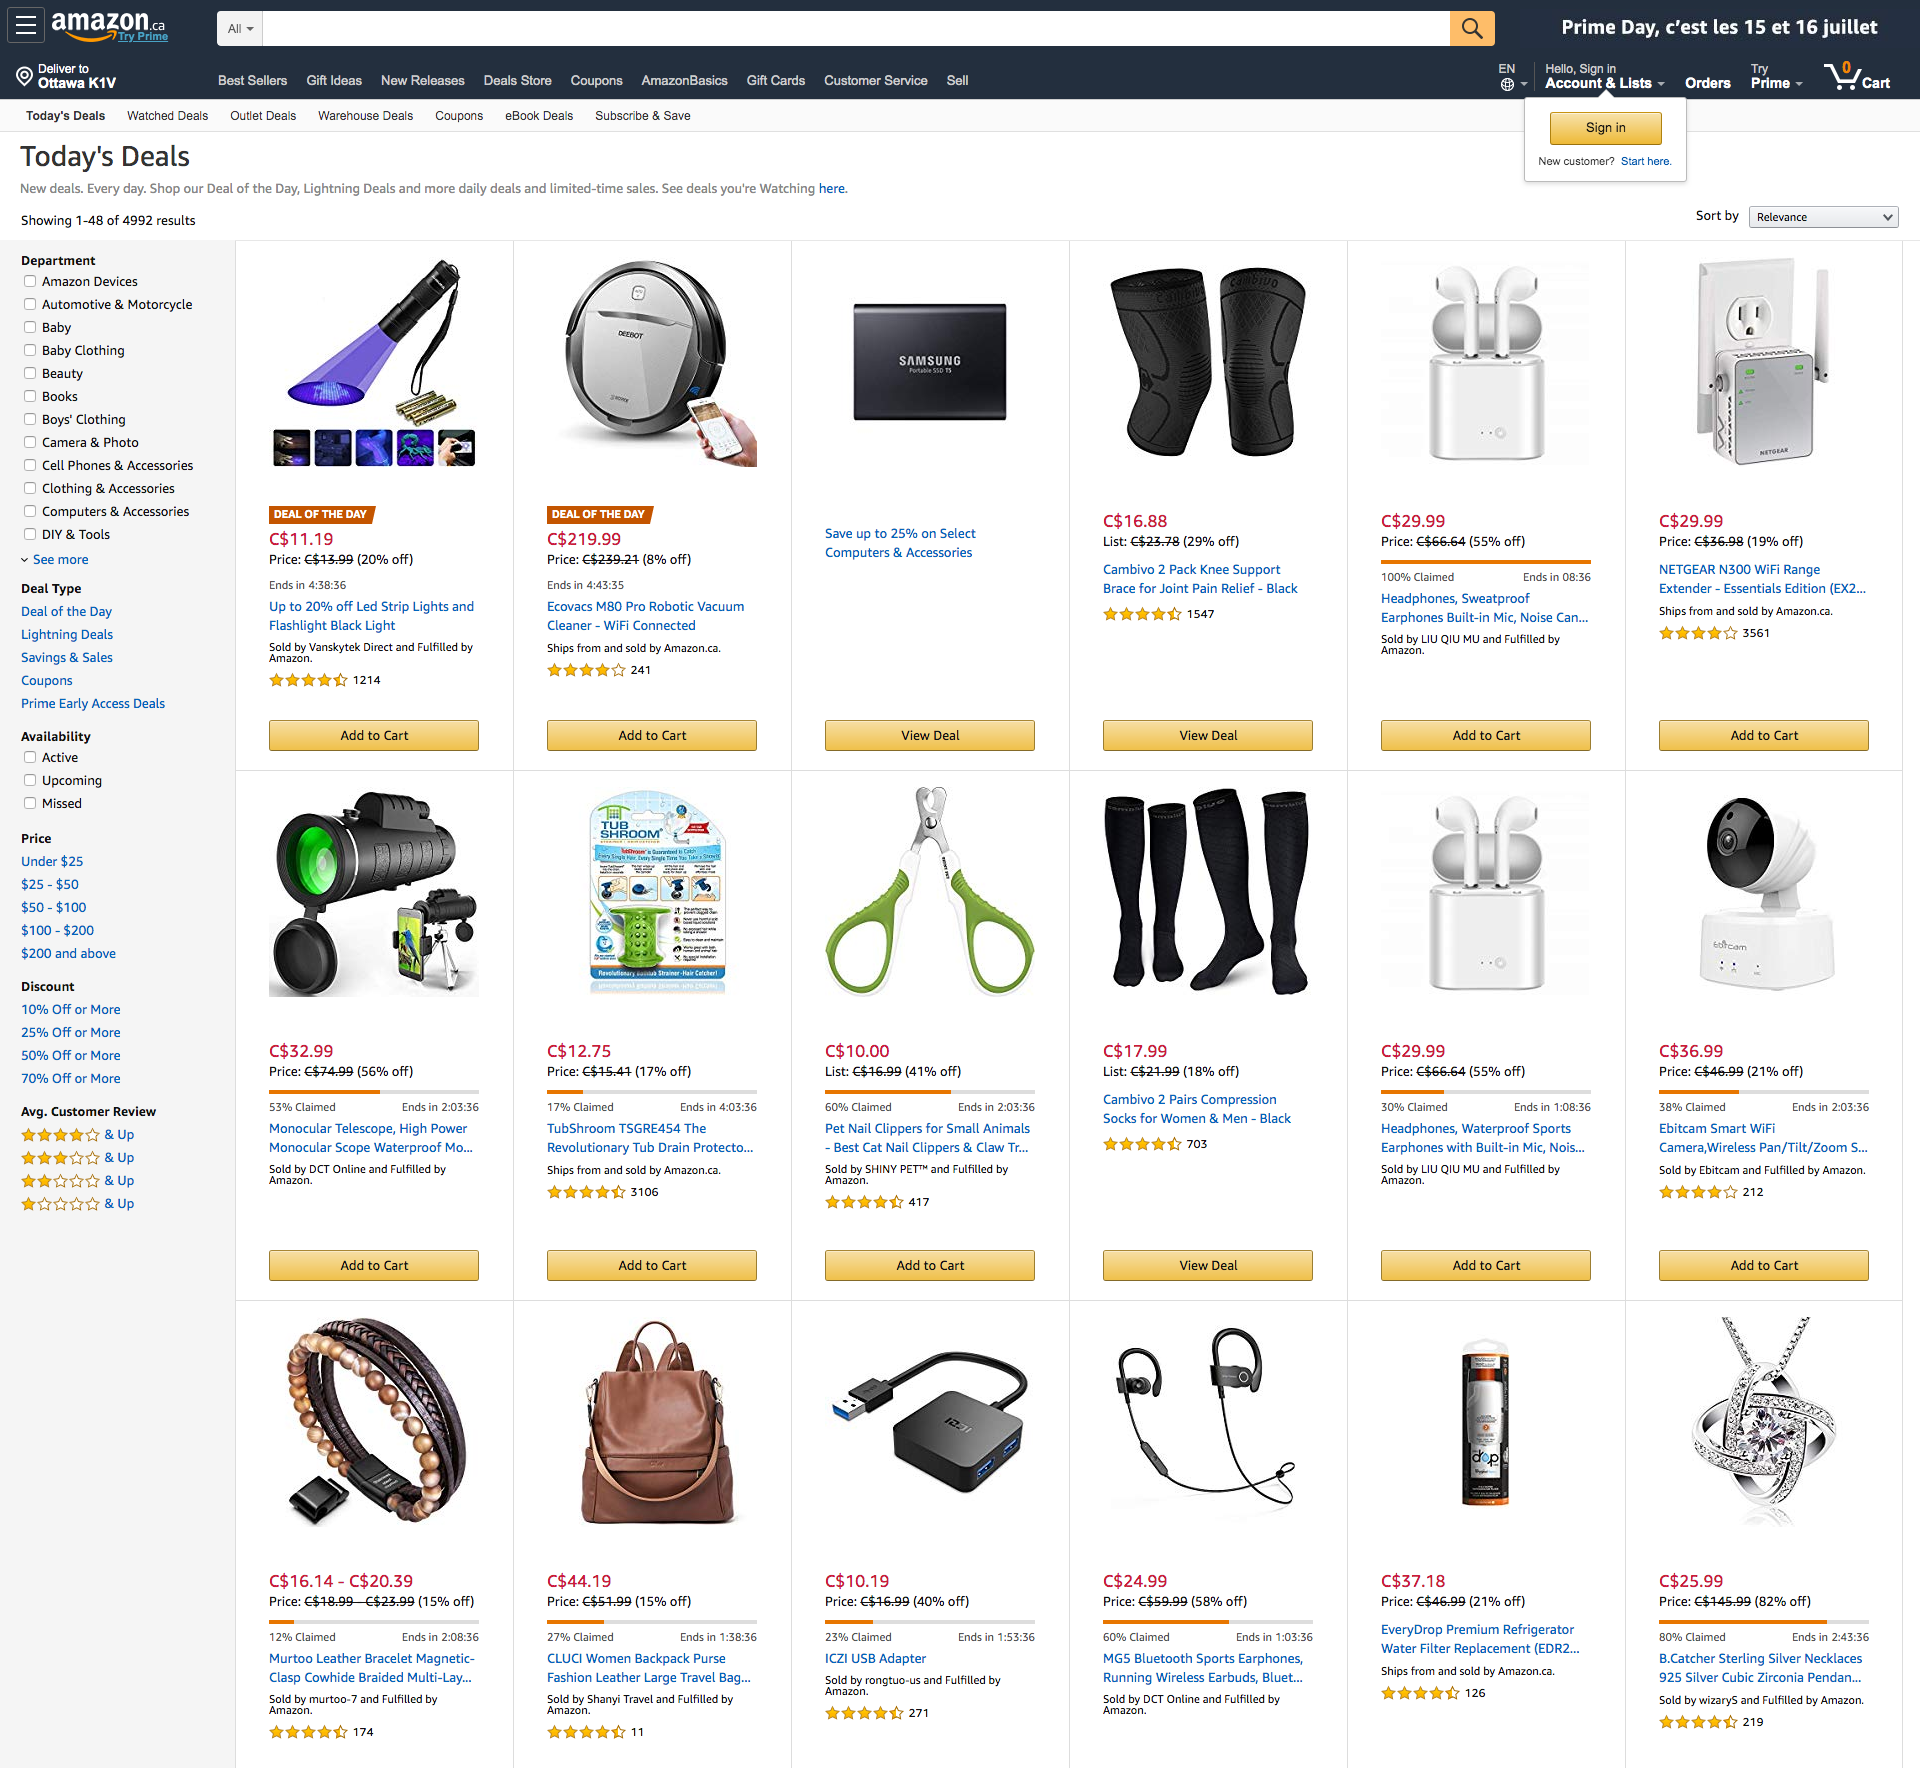 amazon.ca
Try Prime
All
Prime Day, c’est les 15 et 16 juillet
Deliver to
Ottawa K1V
Best Sellers Gift Ideas New Releases Deals Store Coupons AmazonBasics Gift Cards Customer Service Sell
EN
Hello, Sign in
Account & Lists
Orders
Try
Prime
0
Cart
Today's Deals Watched Deals Outlet Deals Warehouse Deals Coupons eBook Deals Subscribe & Save
Sign in
New customer? Start here.
Today's Deals
New deals. Every day. Shop our Deal of the Day, Lightning Deals and more daily deals and limited-time sales. See deals you're Watching here.
Showing 1-48 of 4992 results
Sort by Relevance
Department
Amazon Devices
Automotive & Motorcycle
Baby
Baby Clothing
Beauty
Books
Boys' Clothing
Camera & Photo
Cell Phones & Accessories
Clothing & Accessories
Computers & Accessories
DIY & Tools
See more
Deal Type
Deal of the Day
Lightning Deals
Savings & Sales
Coupons
Prime Early Access Deals
Availability
Active
Upcoming
Missed
Price
Under $25
$25 - $50
$50 - $100
$100 - $200
$200 and above
Discount
10% Off or More
25% Off or More
50% Off or More
70% Off or More
Avg. Customer Review
& Up
& Up
& Up
& Up
DEAL OF THE DAY
C$11.19
Price: C$13.99 (20% off)
Ends in 4:38:36
Up to 20% off Led Strip Lights and
Flashlight Black Light
Sold by Vanskytek Direct and Fulfilled by
Amazon.
1214
Add to Cart
DEEBOT
DEAL OF THE DAY
C$219.99
Price: C$239.21 (8% off)
Ends in 4:43:35
Ecovacs M80 Pro Robotic Vacuum
Cleaner - WiFi Connected
Ships from and sold by Amazon.ca.
241
Add to Cart
SAMSUNG
Portable SSD T5
Save up to 25% on Select
Computers & Accessories
View Deal
Cambivo
Cambivo
C$16.88
List: C$23.78 (29% off)
Cambivo 2 Pack Knee Support
Brace for Joint Pain Relief - Black
1547
View Deal
C$29.99
Price: C$66.64 (55% off)
100% Claimed Ends in 08:36
Headphones, Sweatproof
Earphones Built-in Mic, Noise Can...
Sold by LIU QIU MU and Fulfilled by
Amazon.
Add to Cart
NETGEAR
C$29.99
Price: C$36.98 (19% off)
NETGEAR N300 WiFi Range
Extender - Essentials Edition (EX2...
Ships from and sold by Amazon.ca.
3561
Add to Cart
C$32.99
Price: C$74.99 (56% off)
53% Claimed Ends in 2:03:36
Monocular Telescope, High Power
Monocular Scope Waterproof Mo...
Sold by DCT Online and Fulfilled by
Amazon.
Add to Cart
TUB
SHROOM
TubShroom is Guaranteed to Catch
Every Single Hair, Every Single Time You Take a Shower
Revolutionary Bathtub Strainer - Hair Catcher!
C$12.75
Price: C$15.41 (17% off)
17% Claimed Ends in 4:03:36
TubShroom TSGRE454 The
Revolutionary Tub Drain Protecto...
Ships from and sold by Amazon.ca.
3106
Add to Cart
SHINY PET
C$10.00
List: C$16.99 (41% off)
60% Claimed Ends in 2:03:36
Pet Nail Clippers for Small Animals
- Best Cat Nail Clippers & Claw Tr...
Sold by SHINY PET™ and Fulfilled by
Amazon.
417
Add to Cart
C$17.99
List: C$21.99 (18% off)
Cambivo 2 Pairs Compression
Socks for Women & Men - Black
703
View Deal
C$29.99
Price: C$66.64 (55% off)
30% Claimed Ends in 1:08:36
Headphones, Waterproof Sports
Earphones with Built-in Mic, Nois...
Sold by LIU QIU MU and Fulfilled by
Amazon.
Add to Cart
Ebitcam
C$36.99
Price: C$46.99 (21% off)
38% Claimed Ends in 2:03:36
Ebitcam Smart WiFi
Camera,Wireless Pan/Tilt/Zoom S...
Sold by Ebitcam and Fulfilled by Amazon.
212
Add to Cart
C$16.14 - C$20.39
Price: C$18.99 - C$23.99 (15% off)
12% Claimed Ends in 2:08:36
Murtoo Leather Bracelet Magnetic-
Clasp Cowhide Braided Multi-Lay...
Sold by murtoo-7 and Fulfilled by
Amazon.
174
C$44.19
Price: C$51.99 (15% off)
27% Claimed Ends in 1:38:36
CLUCI Women Backpack Purse
Fashion Leather Large Travel Bag...
Sold by Shanyi Travel and Fulfilled by
Amazon.
11
ICZI
C$10.19
Price: C$16.99 (40% off)
23% Claimed Ends in 1:53:36
ICZI USB Adapter
Sold by rongtuo-us and Fulfilled by
Amazon.
271
C$24.99
Price: C$59.99 (58% off)
60% Claimed Ends in 1:03:36
MG5 Bluetooth Sports Earphones,
Running Wireless Earbuds, Bluet...
Sold by DCT Online and Fulfilled by
Amazon.
drop
C$37.18
Price: C$46.99 (21% off)
EveryDrop Premium Refrigerator
Water Filter Replacement (EDR2...
Ships from and sold by Amazon.ca.
126
C$25.99
Price: C$145.99 (82% off)
80% Claimed Ends in 2:43:36
B.Catcher Sterling Silver Necklaces
925 Silver Cubic Zirconia Pendan...
Sold by wizaryS and Fulfilled by Amazon.
219